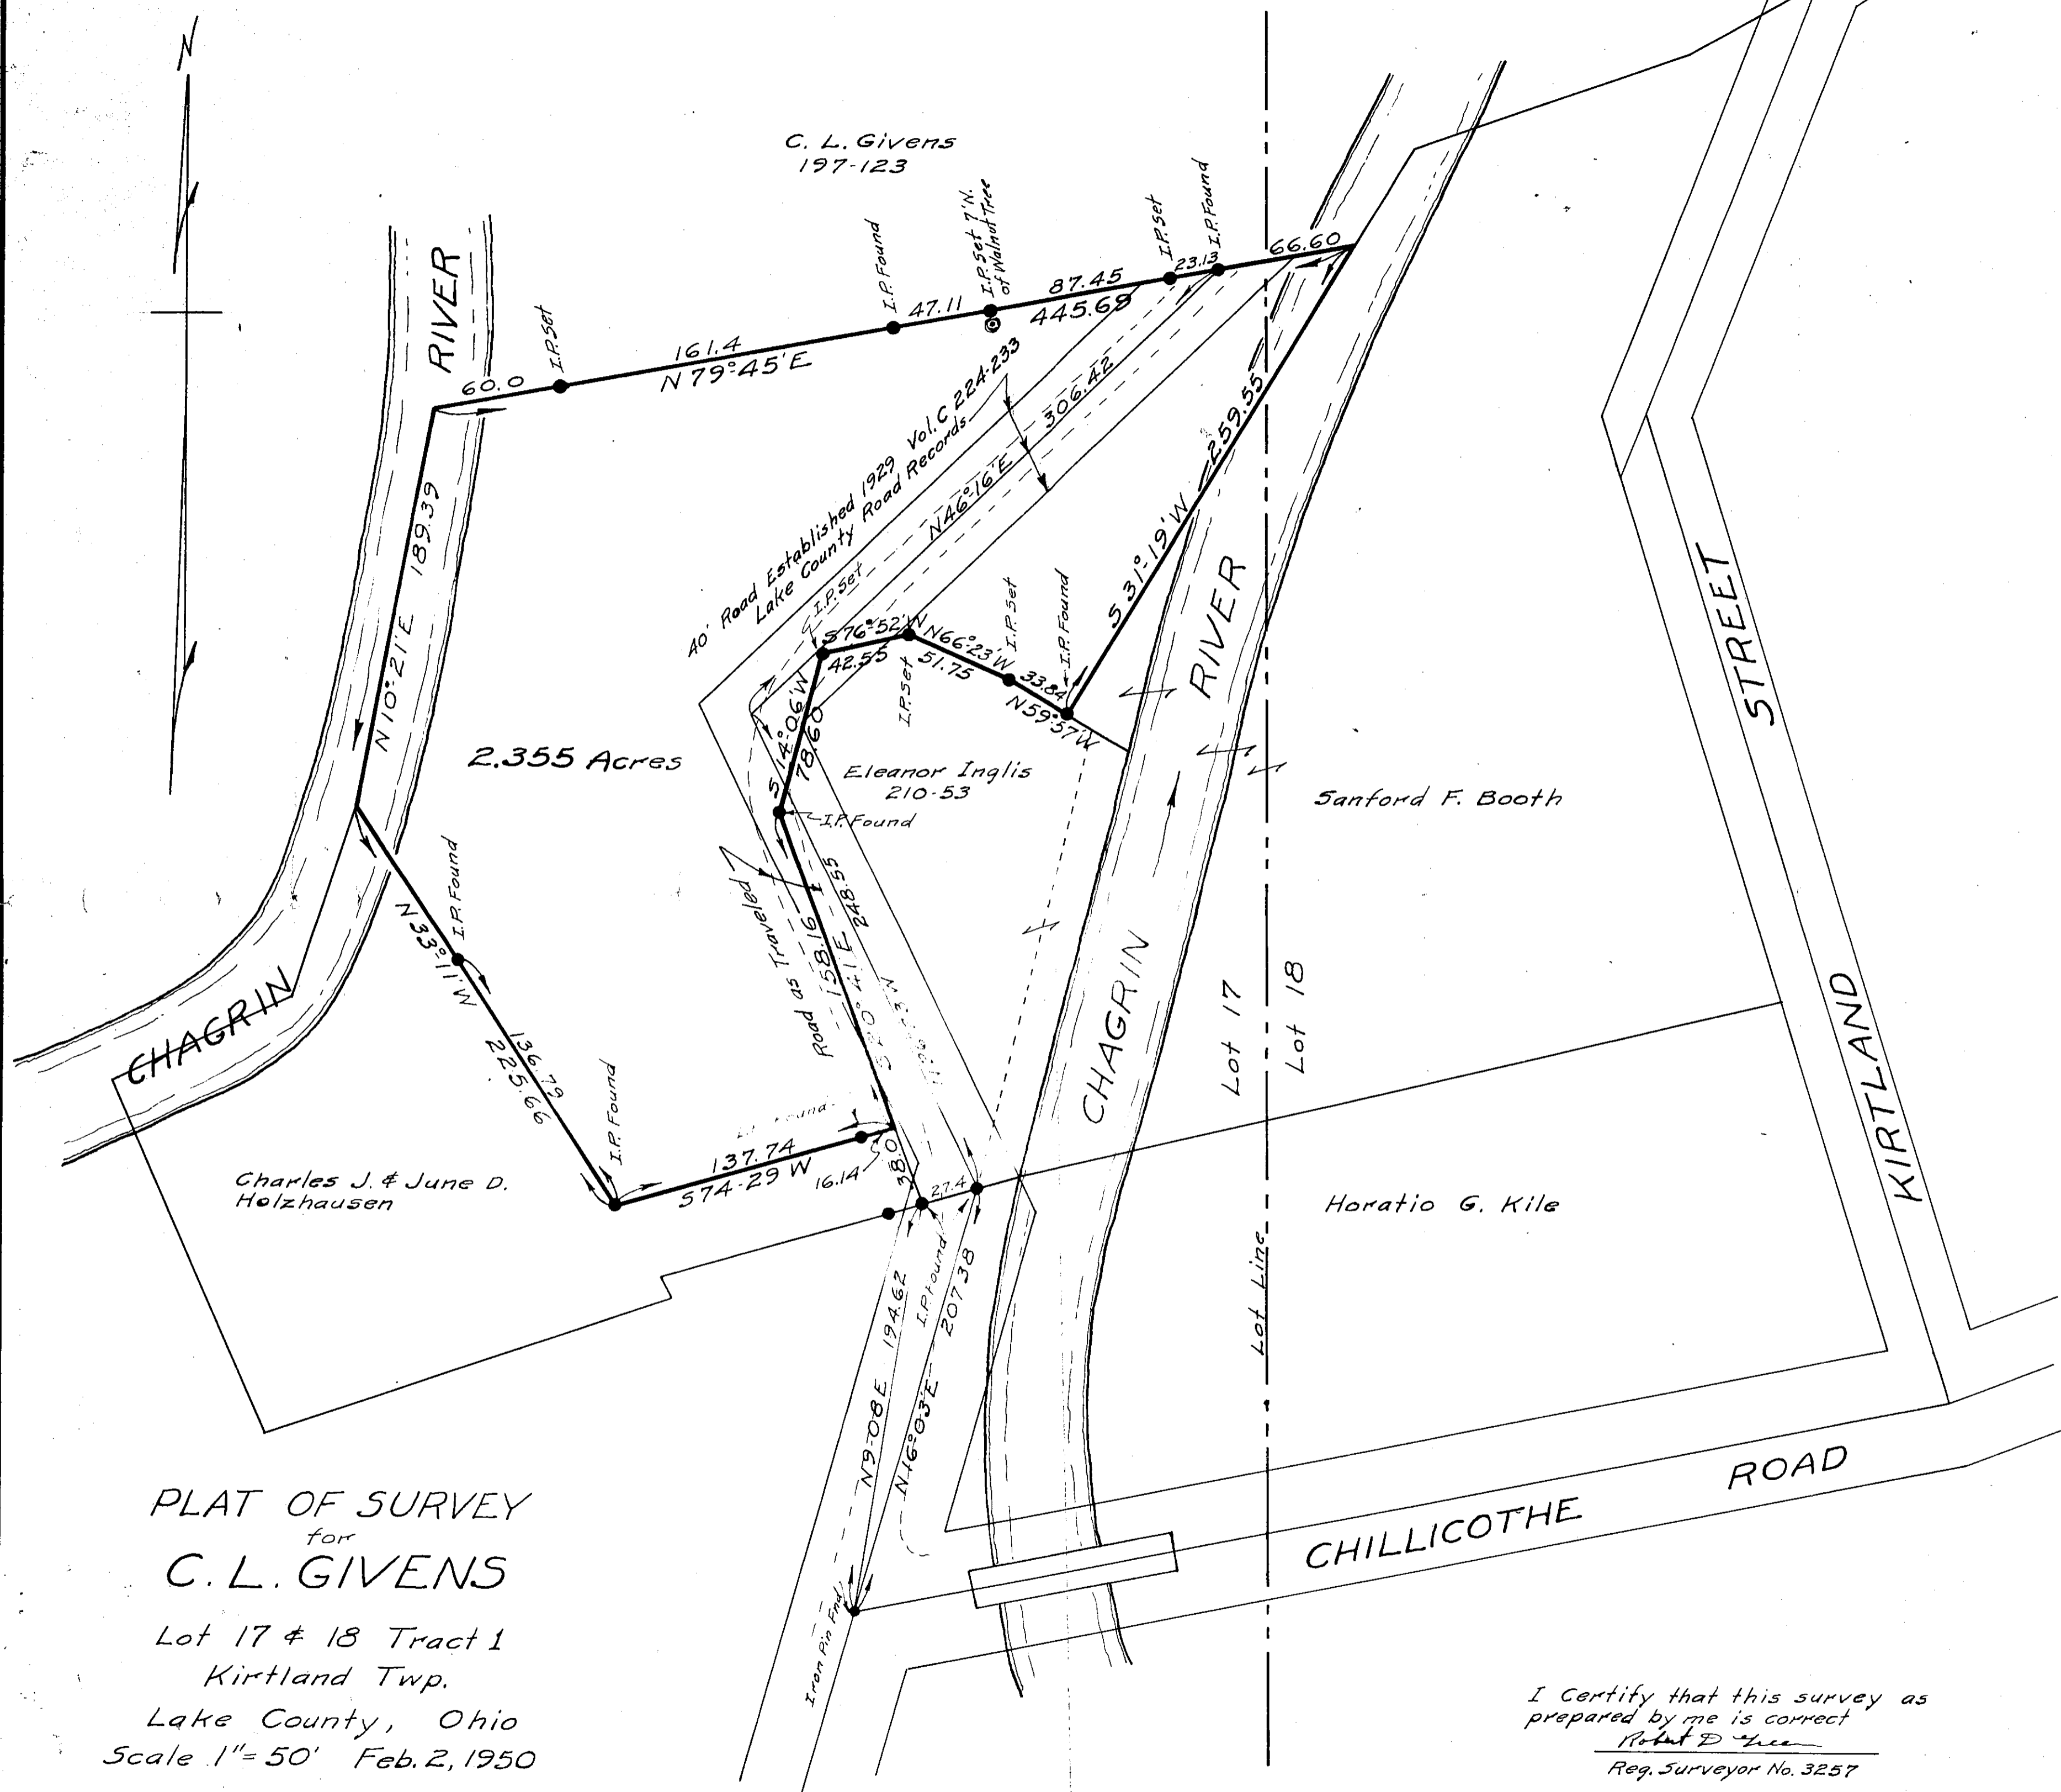 N
C. L. Givens
197-123
RIVER
60.0
I.P.Set
161.4
N 79°-45' E
I.P. Found
47.11
I.P. Set 7' N.
of Walnut Tree
87.45
445.69
I.P. Set
23.13
I.P. Found
66.60
40' Road Established 1929 Vol. C 224-233
Lake County Road Records
306.42
N 46°-16' E
259.55
S 31°-19' W
N 10°-21' E 189.39
I.P. Set
S 76°-52' W
42.55
I.P. Set
N 66°-23' W
51.75
I.P. Set
33.84
N 59°-57' W
I.P. Found
S 14°-06' W
78.60
2.355 Acres
Eleanor Inglis
210-53
I.P. Found
RIVER
Sanford F. Booth
STREET
KIRTLAND
I.P. Found
N 33°-11' W
136.79
225.66
I.P. Found
Road as Traveled
158.16
41' E
248.55
CHAGRIN
CHAGRIN
Lot 17
Lot 18
137.74
S 74-29 W
16.14
38.0
27.4
Charles J. & June D.
Holzhausen
Horatio G. Kile
I.P. Found
N 9°-08 E 194.62
N 16°-03' E 207.38
Lot Line
Iron Pin Fnd.
CHILLICOTHE
ROAD
PLAT OF SURVEY
for
C. L. GIVENS
Lot 17 & 18 Tract 1
Kirtland Twp.
Lake County, Ohio
Scale 1" = 50' Feb. 2, 1950
I Certify that this survey as
prepared by me is correct
Robert D Green
Reg. Surveyor No. 3257